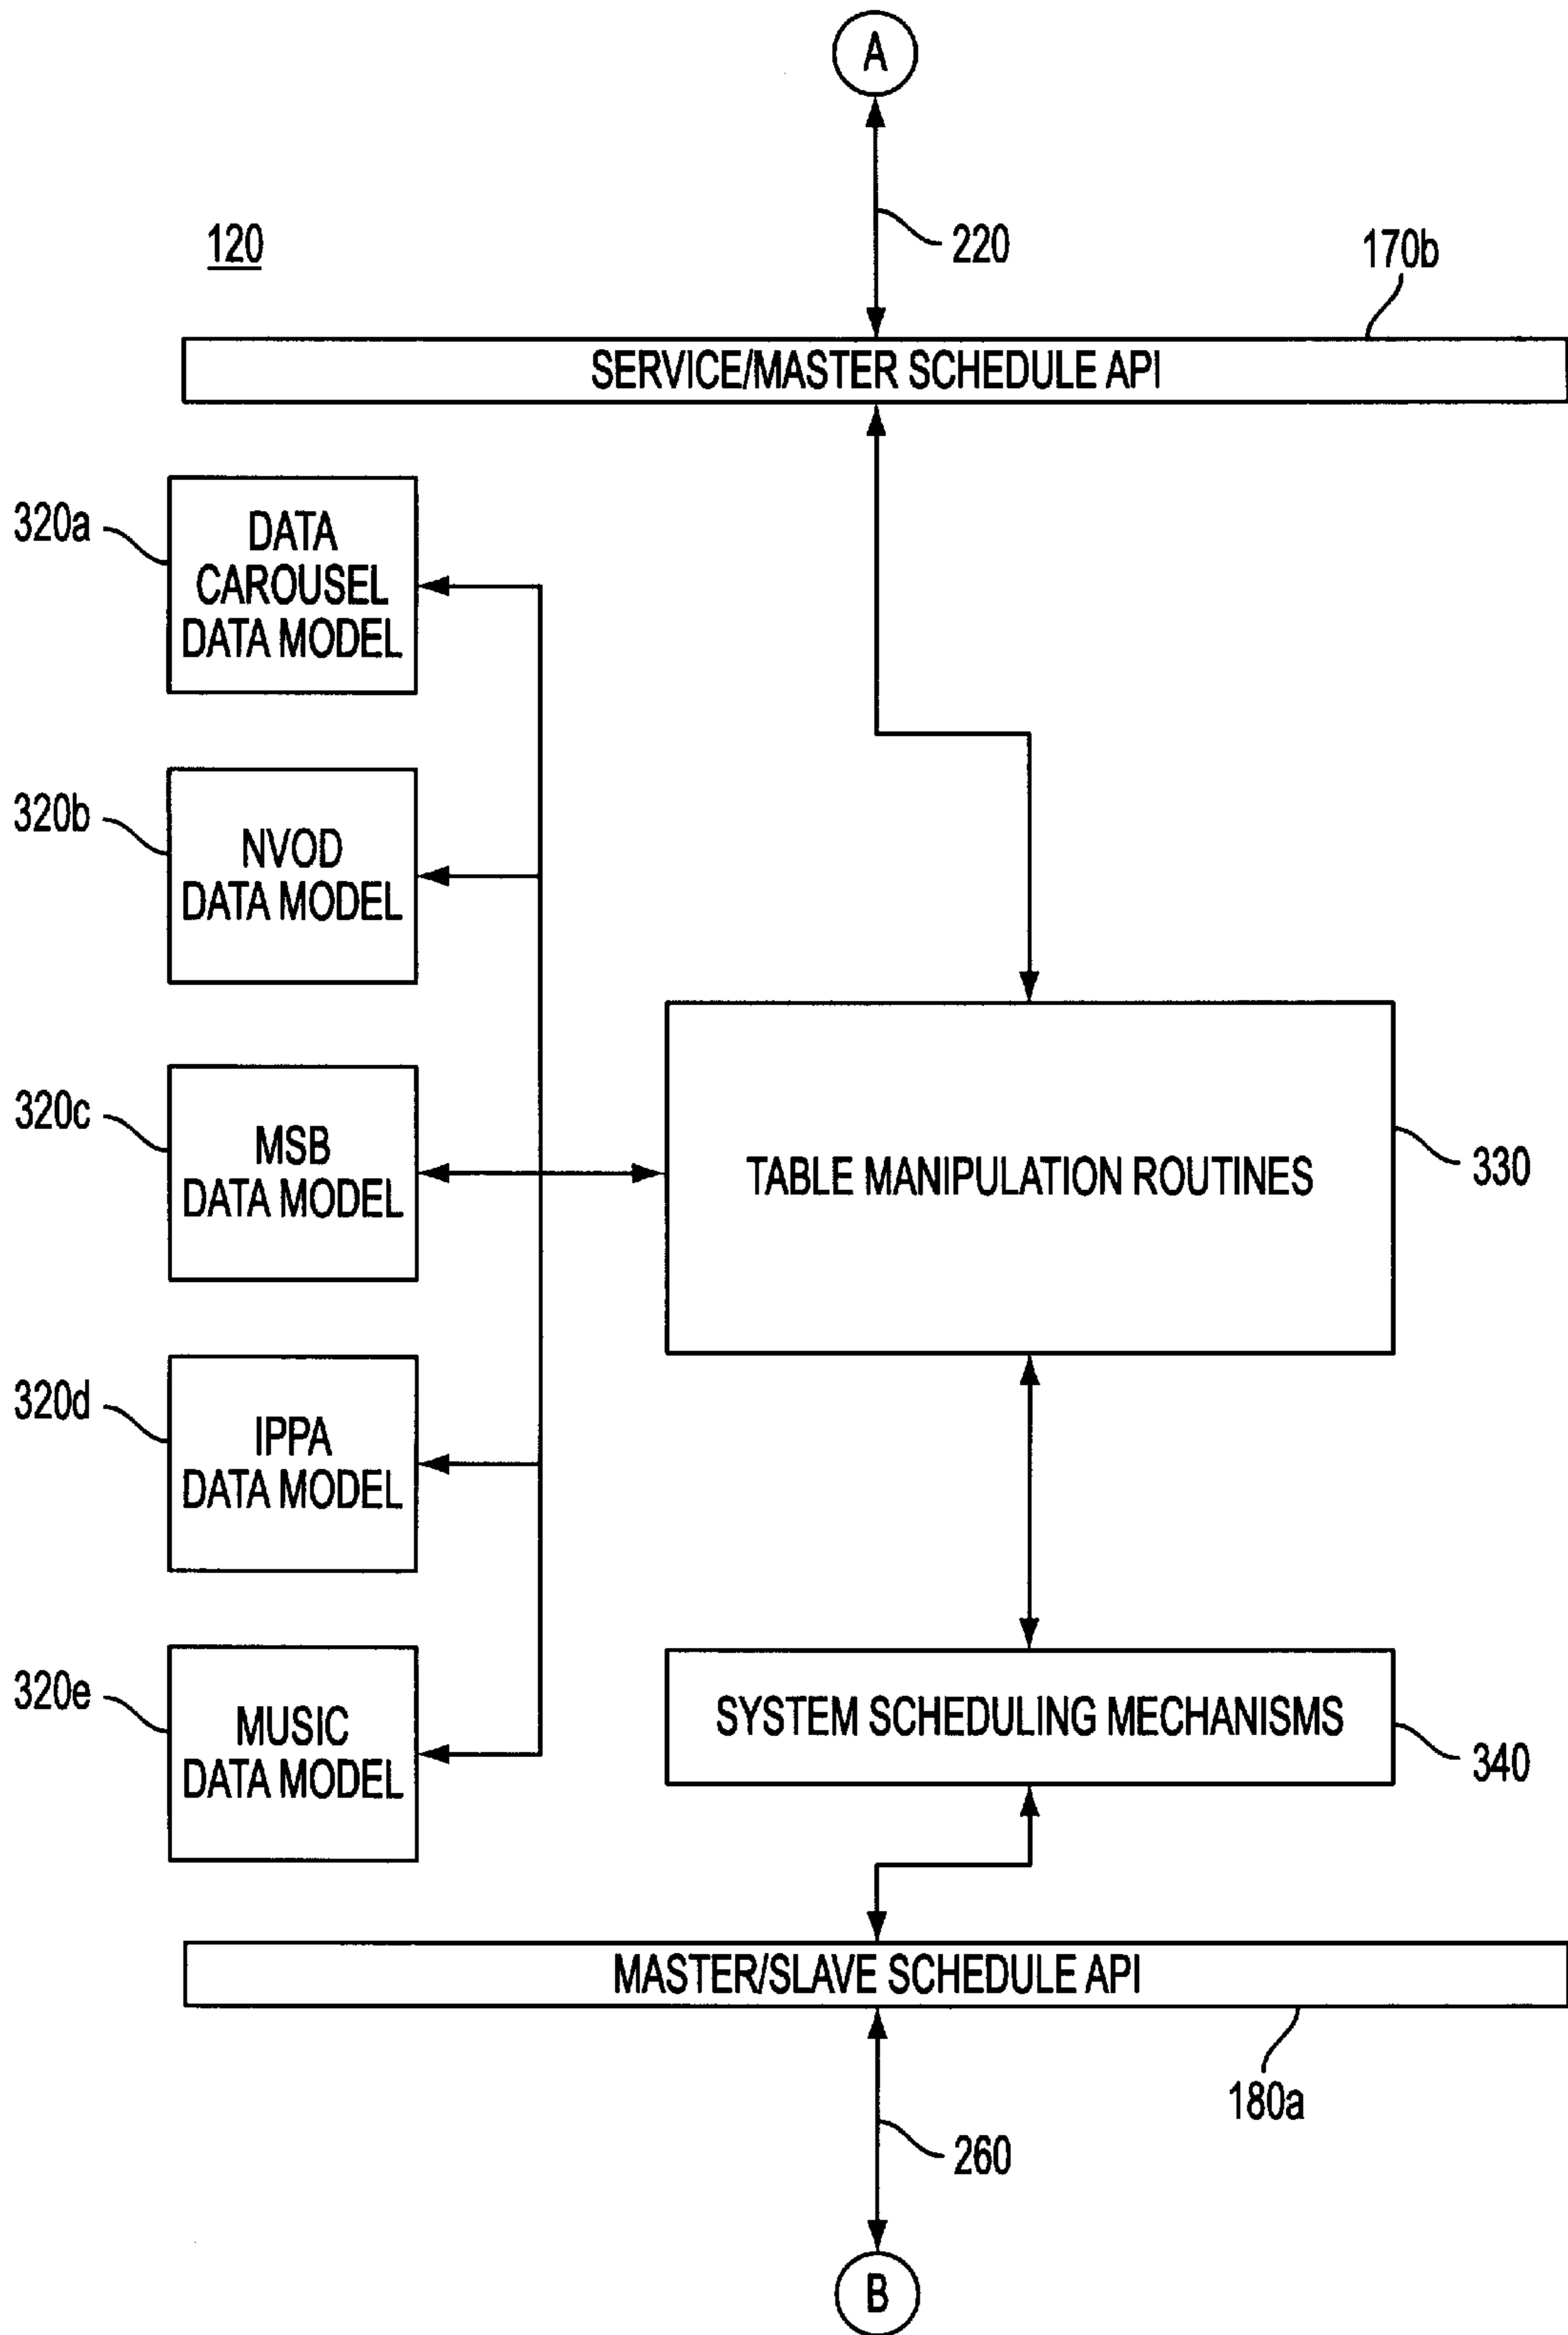 A
220
120
170b
SERVICE/MASTER SCHEDULE API
320a
DATA
CAROUSEL
DATA MODEL
320b
NVOD
DATA MODEL
320c
MSB
DATA MODEL
TABLE MANIPULATION ROUTINES
330
320d
IPPA
DATA MODEL
320e
MUSIC
DATA MODEL
SYSTEM SCHEDULING MECHANISMS
340
MASTER/SLAVE SCHEDULE API
180a
260
B